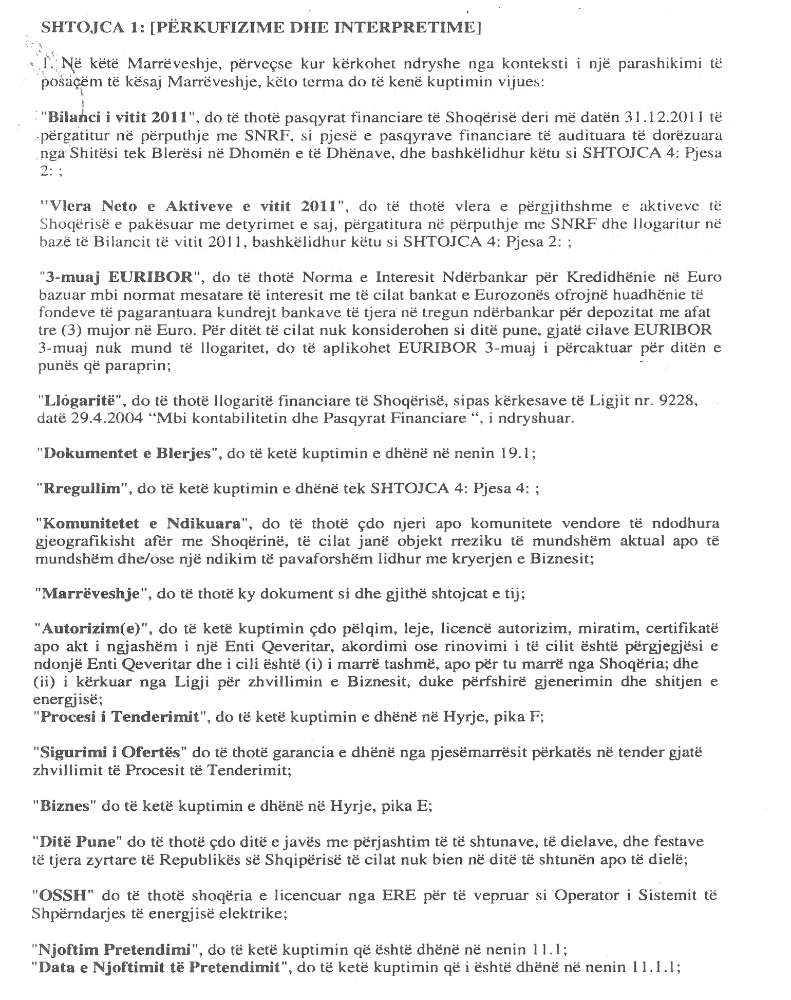 SHTOJCA 1: [PËRKUFIZIME DHE INTERPRETIME]
1. Në këtë Marrëveshje, përveçse kur kërkohet ndryshe nga konteksti i një parashikimi të
posaçëm të kësaj Marrëveshje, këto terma do të kenë kuptimin vijues:
"Bilanci i vitit 2011", do të thotë pasqyrat financiare të Shoqërisë deri më datën 31.12.2011 të
përgatitur në përputhje me SNRF, si pjesë e pasqyrave financiare të audituara të dorëzuara
nga Shitësi tek Blerësi në Dhomën e të Dhënave, dhe bashkëlidhur këtu si SHTOJCA 4: Pjesa
2: ;
"Vlera Neto e Aktiveve e vitit 2011", do të thotë vlera e përgjithshme e aktiveve të
Shoqërisë e pakësuar me detyrimet e saj, përgatitura në përputhje me SNRF dhe llogaritur në
bazë të Bilancit të vitit 2011, bashkëlidhur këtu si SHTOJCA 4: Pjesa 2: ;
"3-muaj EURIBOR", do të thotë Norma e Interesit Ndërbankar për Kredidhënie në Euro
bazuar mbi normat mesatare të interesit me të cilat bankat e Eurozonës ofrojnë huadhënie të
fondeve të pagarantuara kundrejt bankave të tjera në tregun ndërbankar për depozitat me afat
tre (3) mujor në Euro. Për ditët të cilat nuk konsiderohen si ditë pune, gjatë cilave EURIBOR
3-muaj nuk mund të llogaritet, do të aplikohet EURIBOR 3-muaj i përcaktuar për ditën e
punës që paraprin;
"Llogaritë", do të thotë llogaritë financiare të Shoqërisë, sipas kërkesave të Ligjit nr. 9228,
datë 29.4.2004 “Mbi kontabilitetin dhe Pasqyrat Financiare “, i ndryshuar.
"Dokumentet e Blerjes", do të ketë kuptimin e dhënë në nenin 19.1;
"Rregullim", do të ketë kuptimin e dhënë tek SHTOJCA 4: Pjesa 4: ;
"Komunitetet e Ndikuara", do të thotë çdo njeri apo komunitete vendore të ndodhura
gjeografikisht afër me Shoqërinë, të cilat janë objekt rreziku të mundshëm aktual apo të
mundshëm dhe/ose një ndikim të pavaforshëm lidhur me kryerjen e Biznesit;
"Marrëveshje", do të thotë ky dokument si dhe gjithë shtojcat e tij;
"Autorizim(e)", do të ketë kuptimin çdo pëlqim, leje, licencë autorizim, miratim, certifikatë
apo akt i ngjashëm i një Enti Qeveritar, akordimi ose rinovimi i të cilit është përgjegjësi e
ndonjë Enti Qeveritar dhe i cili është (i) i marrë tashmë, apo për tu marrë nga Shoqëria; dhe
(ii) i kërkuar nga Ligji për zhvillimin e Biznesit, duke përfshirë gjenerimin dhe shitjen e
energjisë;
"Procesi i Tenderimit", do të ketë kuptimin e dhënë në Hyrje, pika F;
"Sigurimi i Ofertës" do të thotë garancia e dhënë nga pjesëmarrësit përkatës në tender gjatë
zhvillimit të Procesit të Tenderimit;
"Biznes" do të ketë kuptimin e dhënë në Hyrje, pika E;
"Ditë Pune" do të thotë çdo ditë e javës me përjashtim të të shtunave, të dielave, dhe festave
të tjera zyrtare të Republikës së Shqipërisë të cilat nuk bien në ditë të shtunën apo të dielë;
"OSSH" do të thotë shoqëria e licencuar nga ERE për të vepruar si Operator i Sistemit të
Shpërndarjes të energjisë elektrike;
"Njoftim Pretendimi", do të ketë kuptimin që është dhënë në nenin 11.1;
"Data e Njoftimit të Pretendimit", do të ketë kuptimin që i është dhënë në nenin 11.1.1;